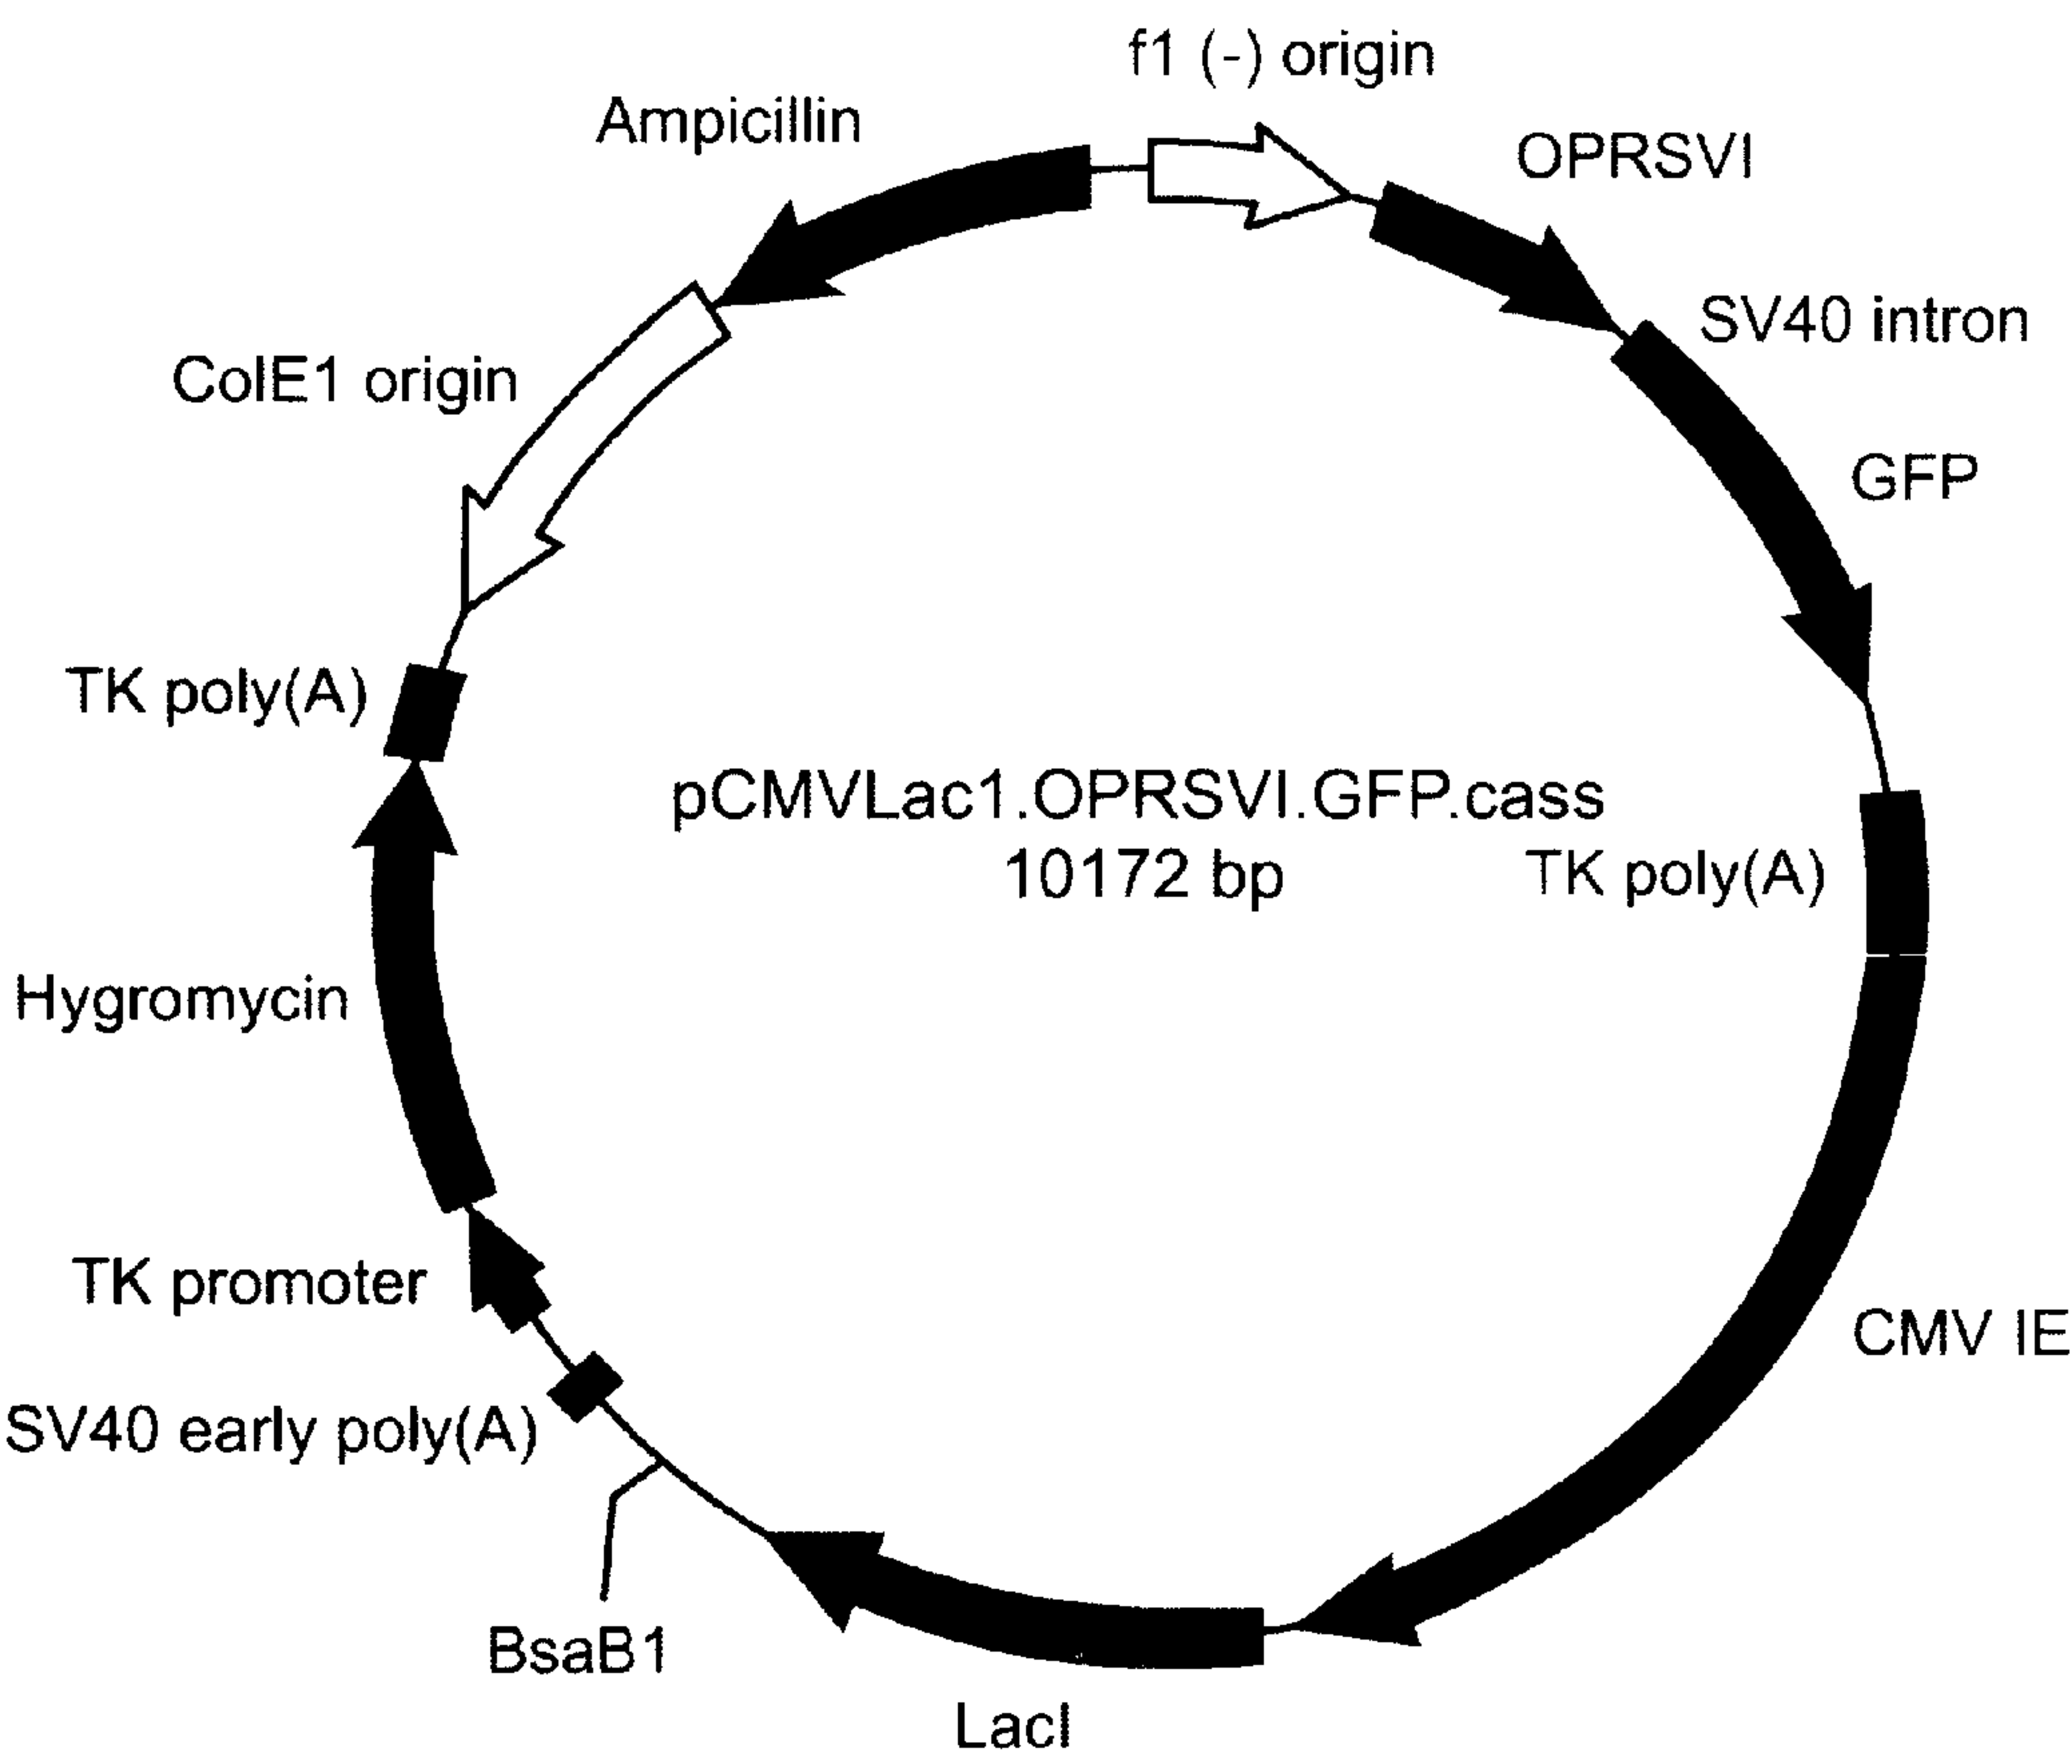 f1 (-) origin
Ampicillin
OPRSVI
SV40 intron
ColE1 origin
GFP
TK poly(A)
pCMVLac1.OPRSVI.GFP.cass
10172 bp
TK poly(A)
Hygromycin
TK promoter
CMV IE
SV40 early poly(A)
BsaB1
LacI